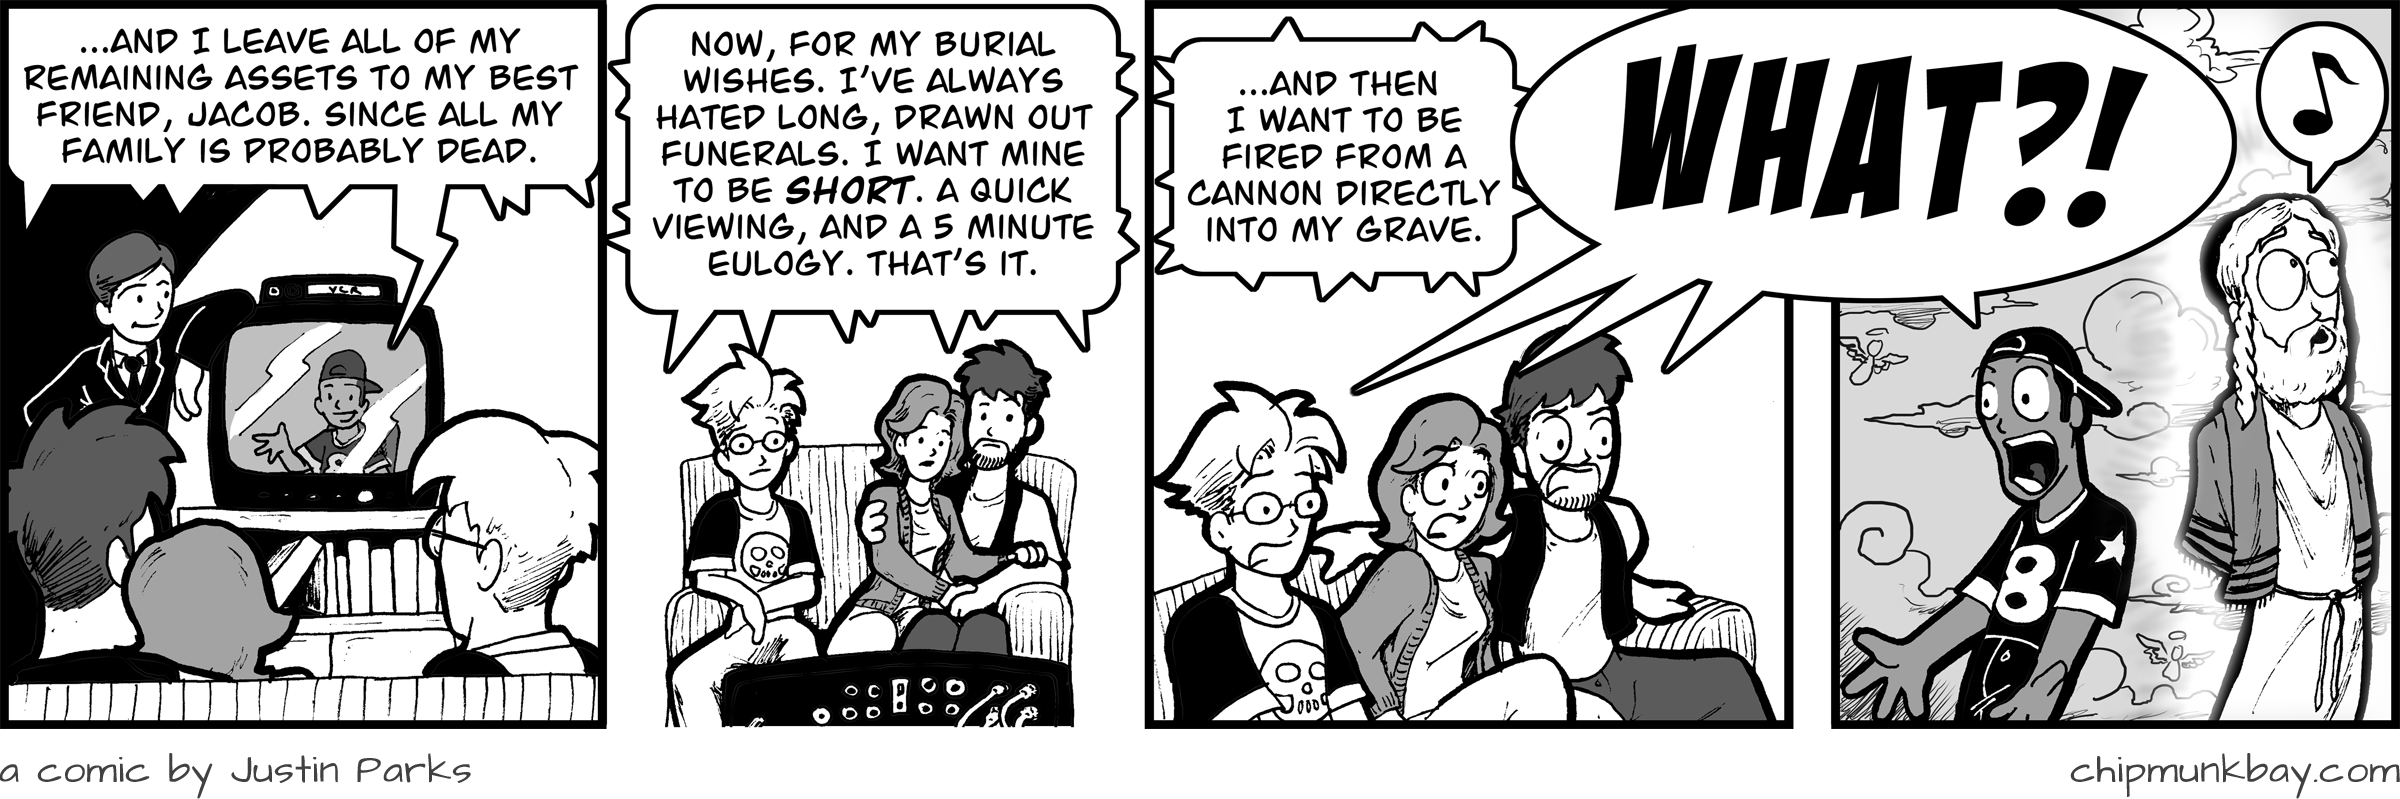 ...AND I LEAVE ALL OF MY
REMAINING ASSETS TO MY BEST
FRIEND, JACOB. SINCE ALL MY
FAMILY IS PROBABLY DEAD.
VCR
8
NOW, FOR MY BURIAL
WISHES. I'VE ALWAYS
HATED LONG, DRAWN OUT
FUNERALS. I WANT MINE
TO BE SHORT. A QUICK
VIEWING, AND A 5 MINUTE
EULOGY. THAT'S IT.
...AND THEN
I WANT TO BE
FIRED FROM A
CANNON DIRECTLY
INTO MY GRAVE.
WHAT?!
8
a comic by Justin Parks
chipmunkbay.com